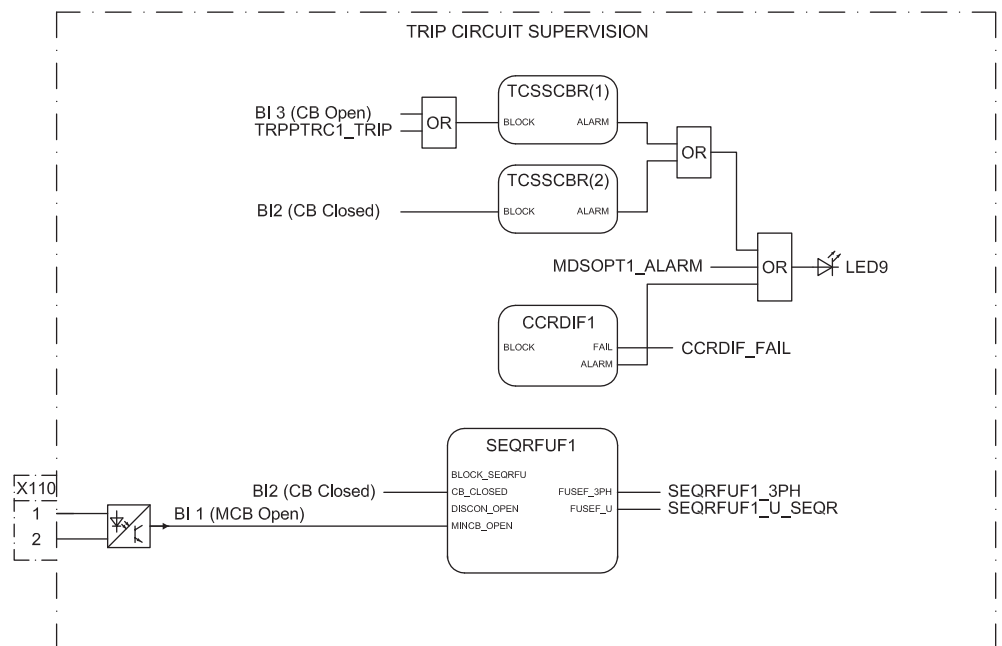 TRIP CIRCUIT SUPERVISION
TCSSCBR(1)
BI 3 (CB Open)
TRPPTRC1_TRIP
OR
BLOCK
ALARM
OR
TCSSCBR(2)
BI2 (CB Closed)
BLOCK
ALARM
MDSOPT1_ALARM
OR
LED9
CCRDIF1
BLOCK
FAIL
CCRDIF_FAIL
ALARM
SEQRFUF1
BLOCK_SEQRFU
X110
BI2 (CB Closed)
CB_CLOSED
FUSEF_3PH
SEQRFUF1_3PH
1
BI 1 (MCB Open)
DISCON_OPEN
FUSEF_U
SEQRFUF1_U_SEQR
2
MINCB_OPEN